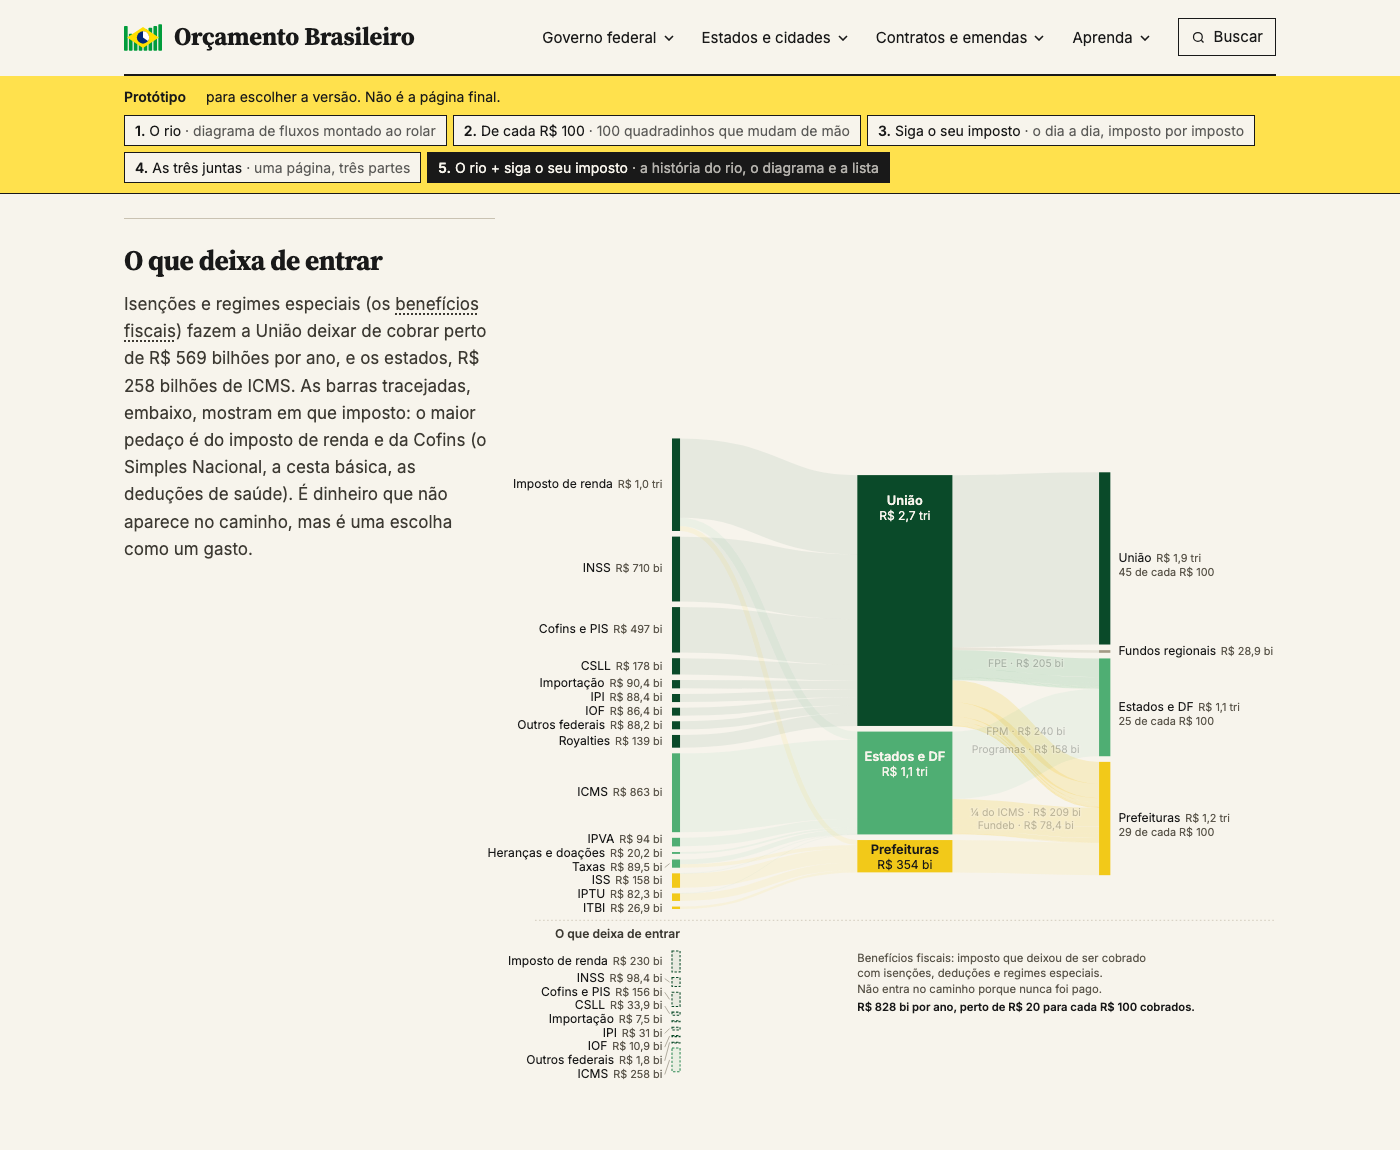 Orçamento Brasileiro
Governo federal
Estados e cidades
Contratos e emendas
Aprenda
Buscar
Protótipo para escolher a versão. Não é a página final.
1. O rio · diagrama de fluxos montado ao rolar
2. De cada R$ 100 · 100 quadradinhos que mudam de mão
3. Siga o seu imposto · o dia a dia, imposto por imposto
4. As três juntas · uma página, três partes
5. O rio + siga o seu imposto · a história do rio, o diagrama e a lista
O que deixa de entrar
Isenções e regimes especiais (os benefícios
fiscais) fazem a União deixar de cobrar perto
de R$ 569 bilhões por ano, e os estados, R$
258 bilhões de ICMS. As barras tracejadas,
embaixo, mostram em que imposto: o maior
pedaço é do imposto de renda e da Cofins (o
Simples Nacional, a cesta básica, as
deduções de saúde). É dinheiro que não
aparece no caminho, mas é uma escolha
como um gasto.
Imposto de renda R$ 1,0 tri
INSS R$ 710 bi
Cofins e PIS R$ 497 bi
CSLL R$ 178 bi
Importação R$ 90,4 bi
IPI R$ 88,4 bi
IOF R$ 86,4 bi
Outros federais R$ 88,2 bi
Royalties R$ 139 bi
ICMS R$ 863 bi
IPVA R$ 94 bi
Heranças e doações R$ 20,2 bi
Taxas R$ 89,5 bi
ISS R$ 158 bi
IPTU R$ 82,3 bi
ITBI R$ 26,9 bi
União
R$ 2,7 tri
Estados e DF
R$ 1,1 tri
Prefeituras
R$ 354 bi
FPE · R$ 205 bi
FPM · R$ 240 bi
Programas · R$ 158 bi
¼ do ICMS · R$ 209 bi
Fundeb · R$ 78,4 bi
União R$ 1,9 tri
45 de cada R$ 100
Fundos regionais R$ 28,9 bi
Estados e DF R$ 1,1 tri
25 de cada R$ 100
Prefeituras R$ 1,2 tri
29 de cada R$ 100
O que deixa de entrar
Imposto de renda R$ 230 bi
INSS R$ 98,4 bi
Cofins e PIS R$ 156 bi
CSLL R$ 33,9 bi
Importação R$ 7,5 bi
IPI R$ 31 bi
IOF R$ 10,9 bi
Outros federais R$ 1,8 bi
ICMS R$ 258 bi
Benefícios fiscais: imposto que deixou de ser cobrado
com isenções, deduções e regimes especiais.
Não entra no caminho porque nunca foi pago.
R$ 828 bi por ano, perto de R$ 20 para cada R$ 100 cobrados.